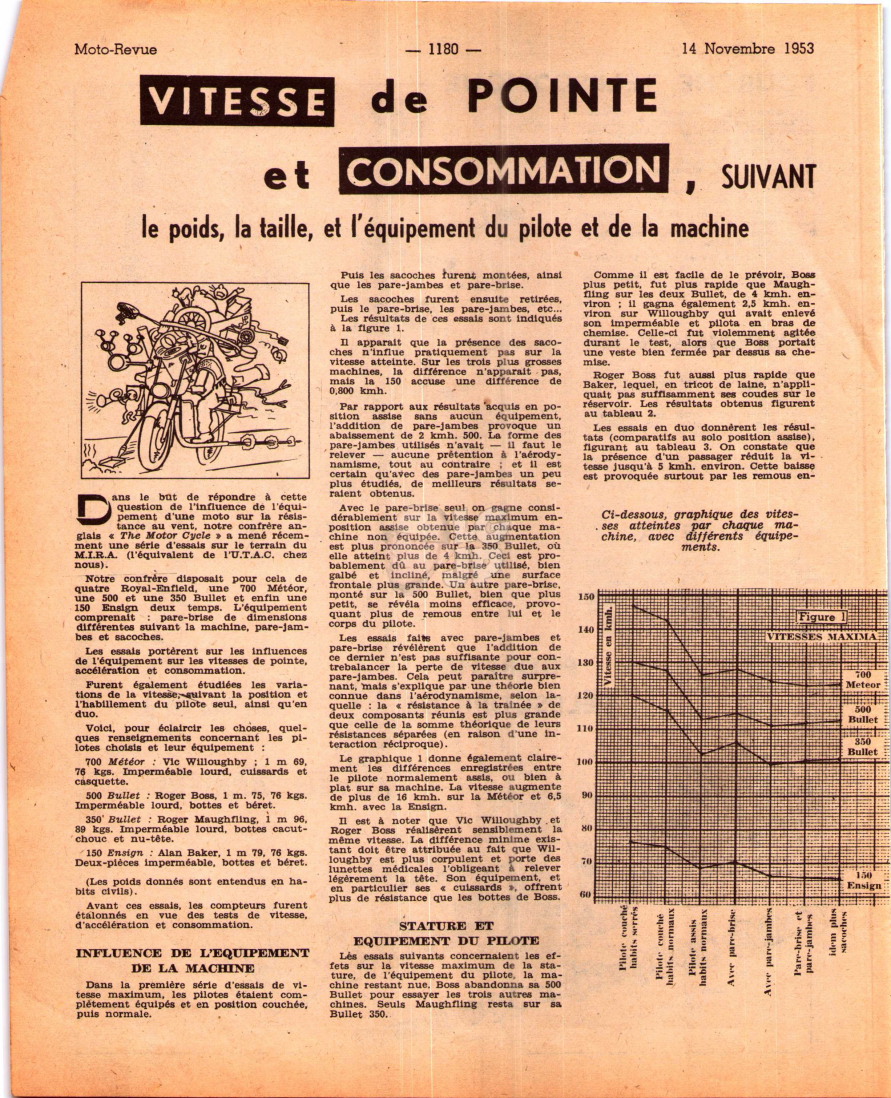 Moto-Revue
— 1180 —
14 Novembre 1953
VITESSE de POINTE
et CONSOMMATION, SUIVANT
le poids, la taille, et l'équipement du pilote et de la machine
Dans le bût de répondre à cette
question de l'influence de l'équi-
pement d'une moto sur la résis-
tance au vent, notre confrère an-
glais « The Motor Cycle » a mené récem-
ment une série d'essais sur le terrain du
M.I.R.A. (l'équivalent de l'U.T.A.C. chez
nous).
Notre confrère disposait pour cela de
quatre Royal-Enfield, une 700 Météor,
une 500 et une 350 Bullet et enfin une
150 Ensign deux temps. L'équipement
comprenait : pare-brise de dimensions
différentes suivant la machine, pare-jam-
bes et sacoches.
Les essais portèrent sur les influences
de l'équipement sur les vitesses de pointe,
accélération et consommation.
Furent également étudiées les varia-
tions de la vitesse, suivant la position et
l'habillement du pilote seul, ainsi qu'en
duo.
Voici, pour éclaircir les choses, quel-
ques renseignements concernant les pi-
lotes choisis et leur équipement :
700 Météor : Vic Willoughby ; 1 m 69,
76 kgs. Imperméable lourd, cuissards et
casquette.
500 Bullet : Roger Boss, 1 m. 75, 76 kgs.
Imperméable lourd, bottes et béret.
350 Bullet : Roger Maughfling, 1 m 96,
89 kgs. Imperméable lourd, bottes caout-
chouc et nu-tête.
150 Ensign : Alan Baker, 1 m 79, 76 kgs.
Deux-pièces imperméable, bottes et béret.
(Les poids donnés sont entendus en ha-
bits civils).
Avant ces essais, les compteurs furent
étalonnés en vue des tests de vitesse,
d'accélération et consommation.
INFLUENCE DE L'EQUIPEMENT
DE LA MACHINE
Dans la première série d'essais de vi-
tesse maximum, les pilotes étaient com-
plétement équipés et en position couchée,
puis normale.
Puis les sacoches furent montées, ainsi
que les pare-jambes et pare-brise.
Les sacoches furent ensuite retirées,
puis le pare-brise, les pare-jambes, etc...
Les résultats de ces essais sont indiqués
à la figure 1.
Il apparait que la présence des saco-
ches n'influe pratiquement pas sur la
vitesse atteinte. Sur les trois plus grosses
machines, la différence n'apparait pas,
mais la 150 accuse une différence de
0,800 kmh.
Par rapport aux résultats acquis en po-
sition assise sans aucun équipement,
l'addition de pare-jambes provoque un
abaissement de 2 kmh. 500. La forme des
pare-jambes utilisés n'avait — il faut le
relever — aucune prétention à l'aérody-
namisme, tout au contraire ; et il est
certain qu'avec des pare-jambes un peu
plus étudiés, de meilleurs résultats se-
raient obtenus.
Avec le pare-brise seul on gagne consi-
dérablement sur la vitesse maximum en
position assise obtenue par chaque ma-
chine non équipée. Cette augmentation
est plus prononcée sur la 350 Bullet, où
elle atteint plus de 4 kmh. Ceci est pro-
bablement dû au pare-brise utilisé, bien
galbé et incliné, malgré une surface
frontale plus grande. Un autre pare-brise,
monté sur la 500 Bullet, bien que plus
petit, se révéla moins efficace, provo-
quant plus de remous entre lui et le
corps du pilote.
Les essais faits avec pare-jambes et
pare-brise révélèrent que l'addition de
ce dernier n'est pas suffisante pour con-
trebalancer la perte de vitesse due aux
pare-jambes. Cela peut paraître surpre-
nant, mais s'explique par une théorie bien
connue dans l'aérodynamisme, selon la-
quelle : la « résistance à la traînée » de
deux composants réunis est plus grande
que celle de la somme théorique de leurs
résistances séparées (en raison d'une in-
teraction réciproque).
Le graphique 1 donne également claire-
ment les différences enregistrées entre
le pilote normalement assis, ou bien à
plat sur sa machine. La vitesse augmente
de plus de 16 kmh. sur la Météor et 6,5
kmh. avec la Ensign.
Il est à noter que Vic Willoughby et
Roger Boss réalisèrent sensiblement la
même vitesse. La différence minime exis-
tant doit être attribuée au fait que Wil-
loughby est plus corpulent et porte des
lunettes médicales l'obligeant à relever
légèrement la tête. Son équipement, et
en particulier ses « cuissards », offrent
plus de résistance que les bottes de Boss.
STATURE ET
EQUIPEMENT DU PILOTE
Lès essais suivants concernaient les ef-
fets sur la vitesse maximum de la sta-
ture, de l'équipement du pilote, la ma-
chine restant nue. Boss abandonna sa 500
Bullet pour essayer les trois autres ma-
chines. Seuls Maughfling resta sur sa
Bullet 350.
Comme il est facile de le prévoir, Boss
plus petit, fut plus rapide que Maugh-
fling sur les deux Bullet, de 4 kmh. en-
viron ; il gagna également 2,5 kmh. en-
viron sur Willoughby qui avait enlevé
son imperméable et pilota en bras de
chemise. Celle-ci fut violemment agitée
durant le test, alors que Boss portait
une veste bien fermée par dessus sa che-
mise.
Roger Boss fut aussi plus rapide que
Baker, lequel, en tricot de laine, n'appli-
quait pas suffisamment ses coudes sur le
réservoir. Les résultats obtenus figurent
au tableau 2.
Les essais en duo donnèrent les résul-
tats (comparatifs au solo position assise),
figurant au tableau 3. On constate que
la présence d'un passager réduit la vi-
tesse jusqu'à 5 kmh. environ. Cette baisse
est provoquée surtout par les remous en-
Ci-dessous, graphique des vites-
ses atteintes par chaque ma-
chine, avec différents équipe-
ments.
Figure 1
VITESSES MAXIMA
Vitesse en kmh.
150
140
130
120
110
100
90
80
70
60
700
Meteor
500
Bullet
350
Bullet
150
Ensign
Pilote couché
habits serrés
Pilote couché
habits normaux
Pilote assis
habits normaux
Avec pare-brise
Avec pare-jambes
Pare-brise et
pare-jambes
idem plus
sacoches